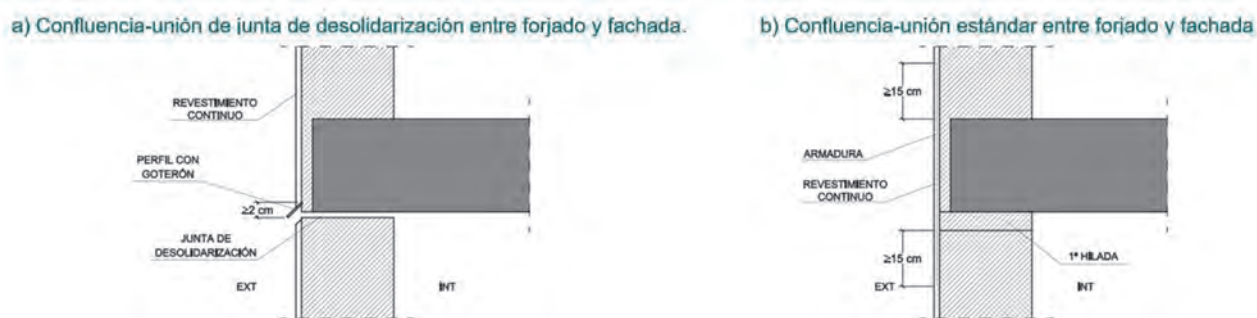 a) Confluencia-unión de junta de desolidarización entre forjado y fachada.
REVESTIMIENTO
CONTINUO
PERFIL CON
GOTERÓN
≥2 cm
JUNTA DE
DESOLIDARIZACIÓN
EXT
INT
b) Confluencia-unión estándar entre forjado y fachada
≥15 cm
ARMADURA
REVESTIMIENTO
CONTINUO
≥15 cm
1ª HILADA
EXT
INT